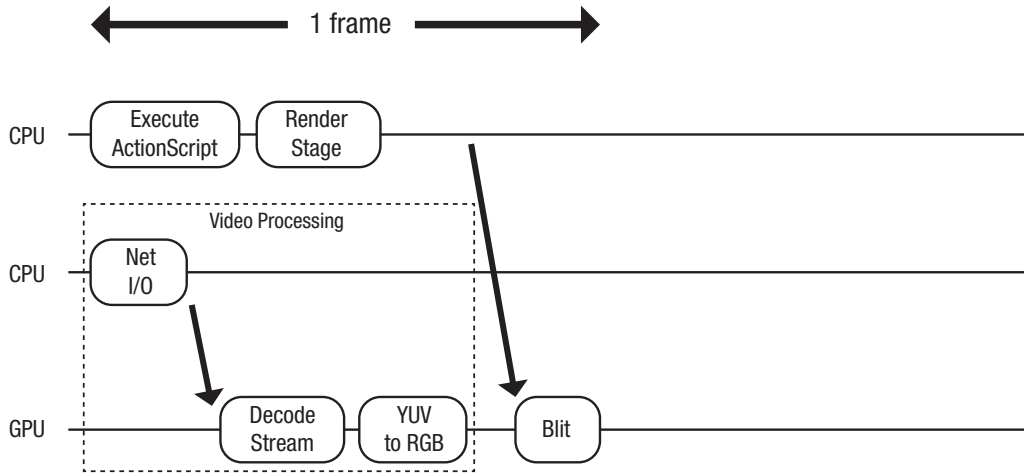 1 frame
CPU
Execute
ActionScript
Render
Stage
Video Processing
CPU
Net
I/O
GPU
Decode
Stream
YUV
to RGB
Blit